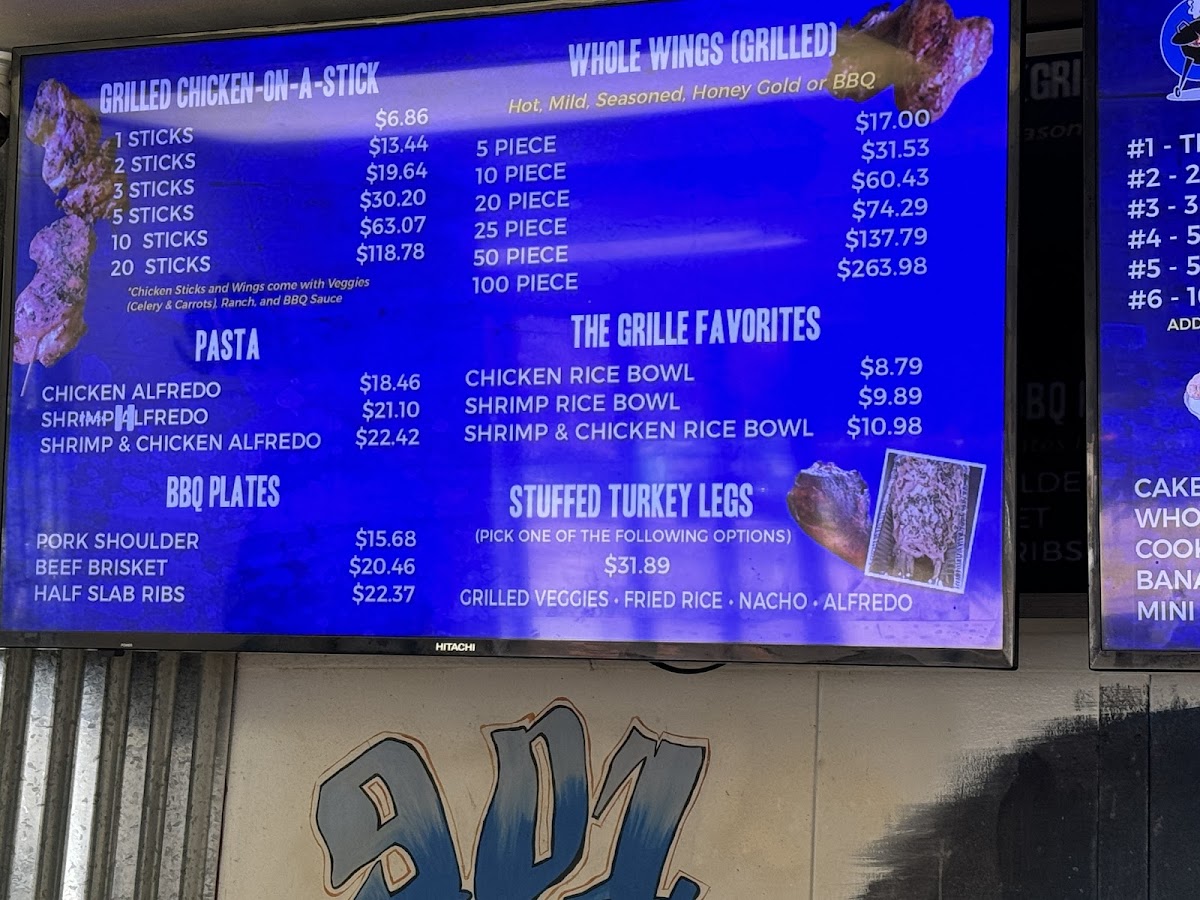 GRILLED CHICKEN-ON-A-STICK
1 STICKS $6.86
2 STICKS $13.44
3 STICKS $19.64
5 STICKS $30.20
10 STICKS $63.07
20 STICKS $118.78
*Chicken Sticks and Wings come with Veggies
(Celery & Carrots), Ranch, and BBQ Sauce
PASTA
CHICKEN ALFREDO $18.46
SHRIMP ALFREDO $21.10
SHRIMP & CHICKEN ALFREDO $22.42
BBQ PLATES
PORK SHOULDER $15.68
BEEF BRISKET $20.46
HALF SLAB RIBS $22.37
WHOLE WINGS (GRILLED)
Hot, Mild, Seasoned, Honey Gold or BBQ
5 PIECE $17.00
10 PIECE $31.53
20 PIECE $60.43
25 PIECE $74.29
50 PIECE $137.79
100 PIECE $263.98
THE GRILLE FAVORITES
CHICKEN RICE BOWL $8.79
SHRIMP RICE BOWL $9.89
SHRIMP & CHICKEN RICE BOWL $10.98
STUFFED TURKEY LEGS
(PICK ONE OF THE FOLLOWING OPTIONS)
$31.89
GRILLED VEGGIES • FRIED RICE • NACHO • ALFREDO
HITACHI
901
#1 - T
#2 - 2
#3 - 3
#4 - 5
#5 - 5
#6 - 1
ADD
CAKE
WHO
COO
BANA
MINI